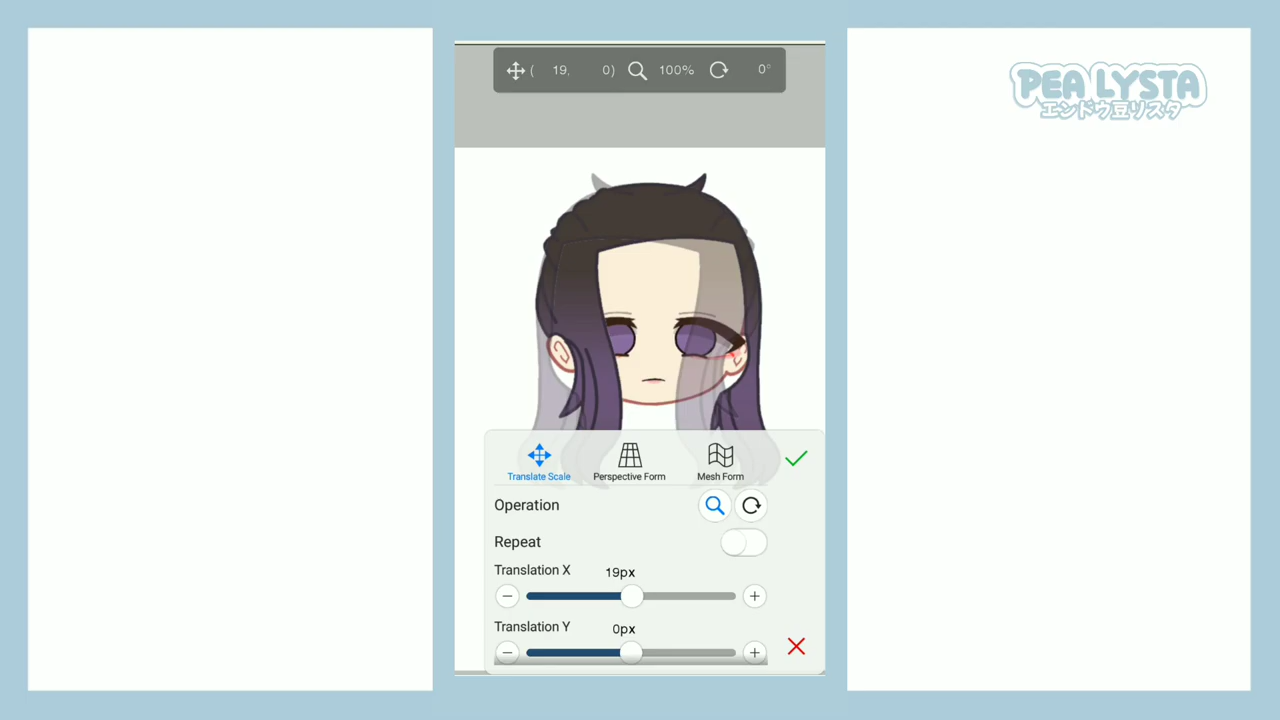 PEA LYSTA
エンドウ豆リスタ
( 19, 0) 100% 0°
Translate Scale Perspective Form Mesh Form
Operation
Repeat
Translation X 19px
Translation Y 0px